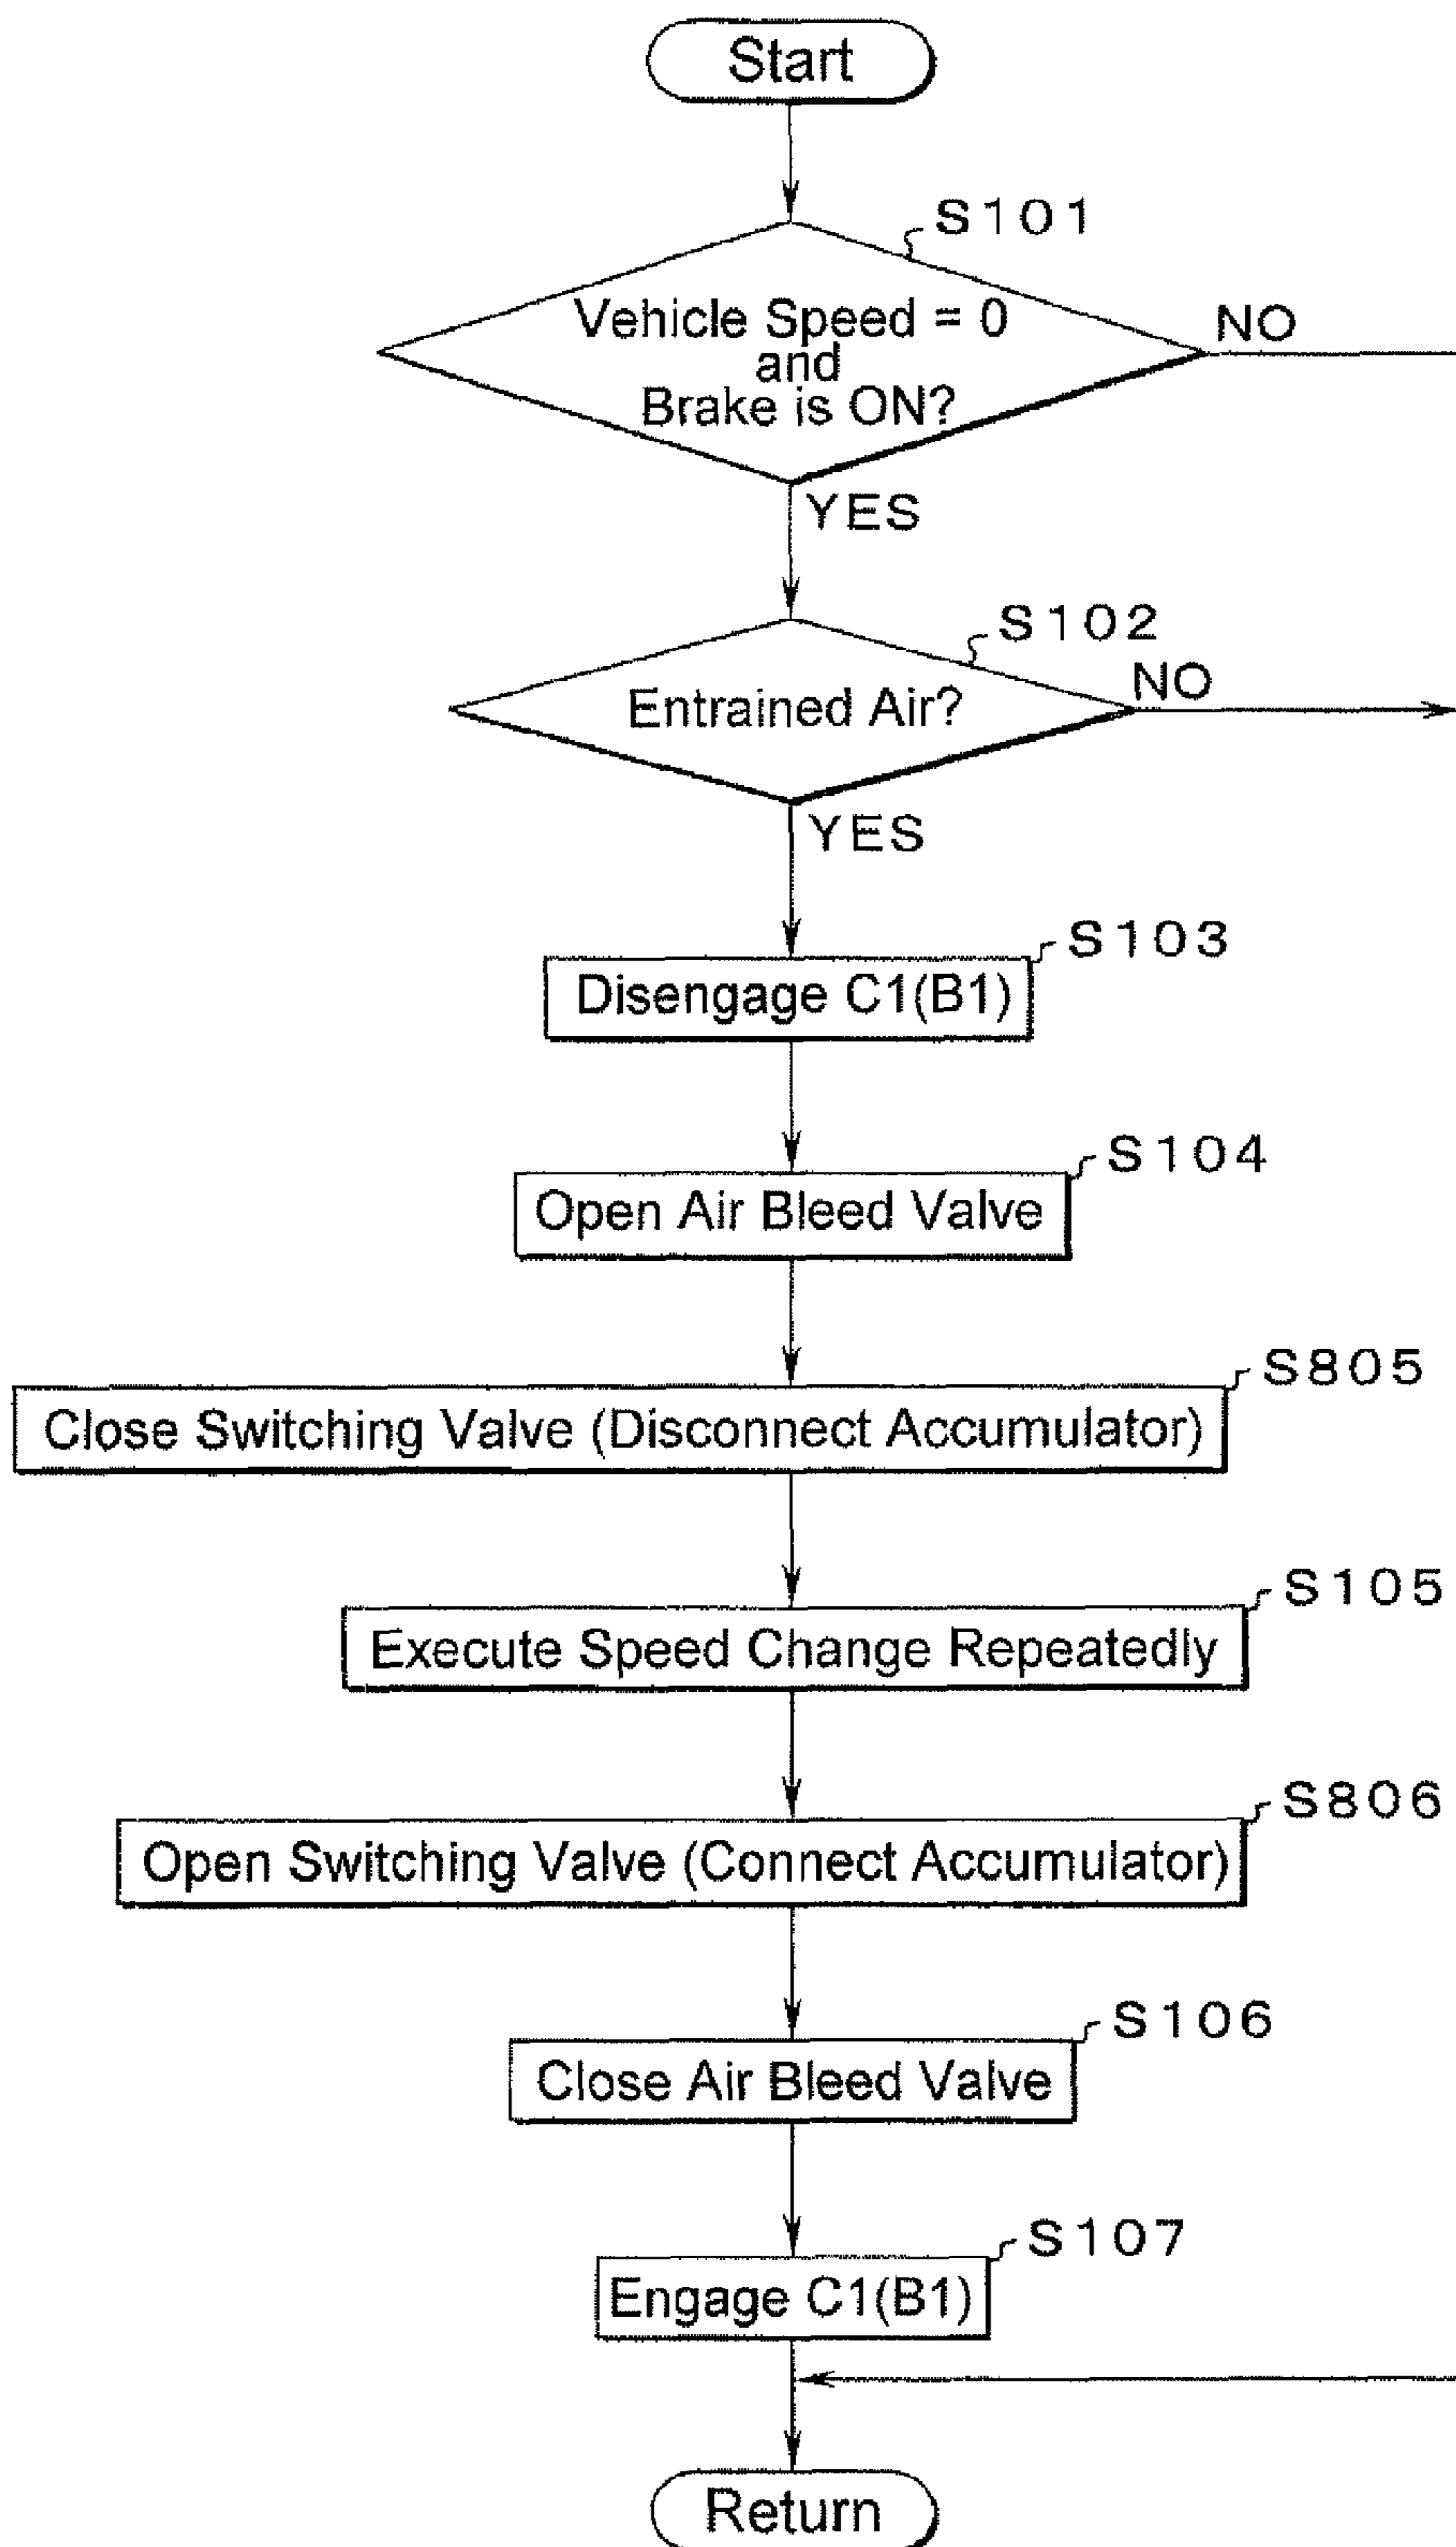 Start
S101
Vehicle Speed = 0
and
Brake is ON?
NO
YES
S102
Entrained Air?
NO
YES
S103
Disengage C1(B1)
S104
Open Air Bleed Valve
S805
Close Switching Valve (Disconnect Accumulator)
S105
Execute Speed Change Repeatedly
S806
Open Switching Valve (Connect Accumulator)
S106
Close Air Bleed Valve
S107
Engage C1(B1)
Return